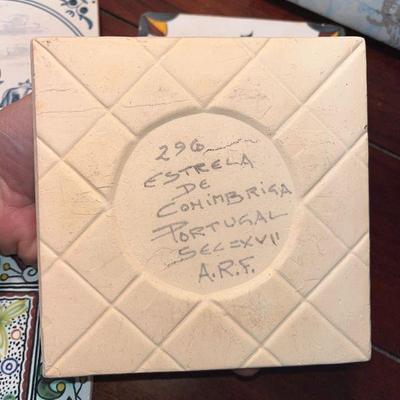 296
ESTRELA
DE
CONIMBRIGA
PORTUGAL
SEC=XVII
A.R.F.